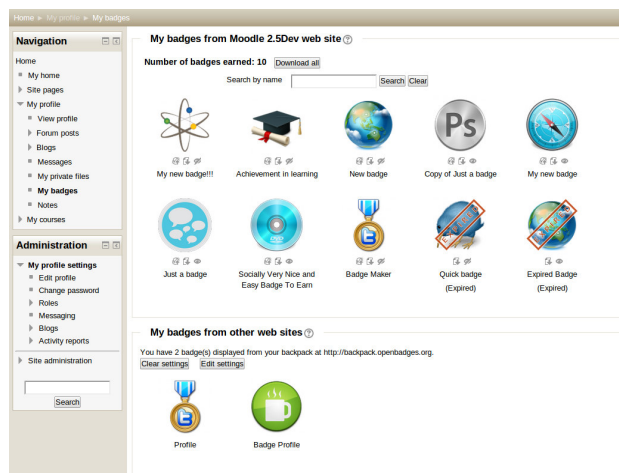 Home ► My profile ► My badges
Navigation
Home
My home
Site pages
My profile
View profile
Forum posts
Blogs
Messages
My private files
My badges
Notes
My courses
Administration
My profile settings
Edit profile
Change password
Roles
Messaging
Blogs
Activity reports
Site administration
Search
My badges from Moodle 2.5Dev web site
Number of badges earned: 10 Download all
Search by name Search Clear
Ps
My new badge!!! Achievement in learning New badge Copy of Just a badge My new badge
DVD
EXPIRED EXPIRED
Just a badge Socially Very Nice and Badge Maker Quick badge Expired Badge
Easy Badge To Earn (Expired) (Expired)
My badges from other web sites
You have 2 badge(s) displayed from your backpack at http://backpack.openbadges.org.
Clear settings Edit settings
Profile Badge Profile